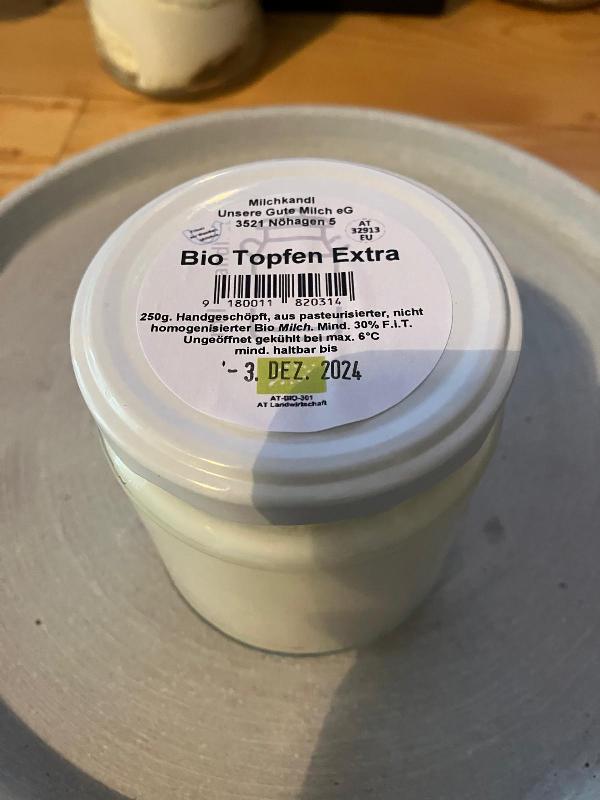 Milchkandl
Unsere Gute Milch eG
3521 Nöhagen 5
AT
32913
EU
Bio Topfen Extra
9 180011 820314
250g. Handgeschöpft, aus pasteurisierter, nicht
homogenisierter Bio Milch. Mind. 30% F.i.T.
Ungeöffnet gekühlt bei max. 6°C
mind. haltbar bis
'- 3. DEZ. 2024
AT-BIO-301
AT Landwirtschaft